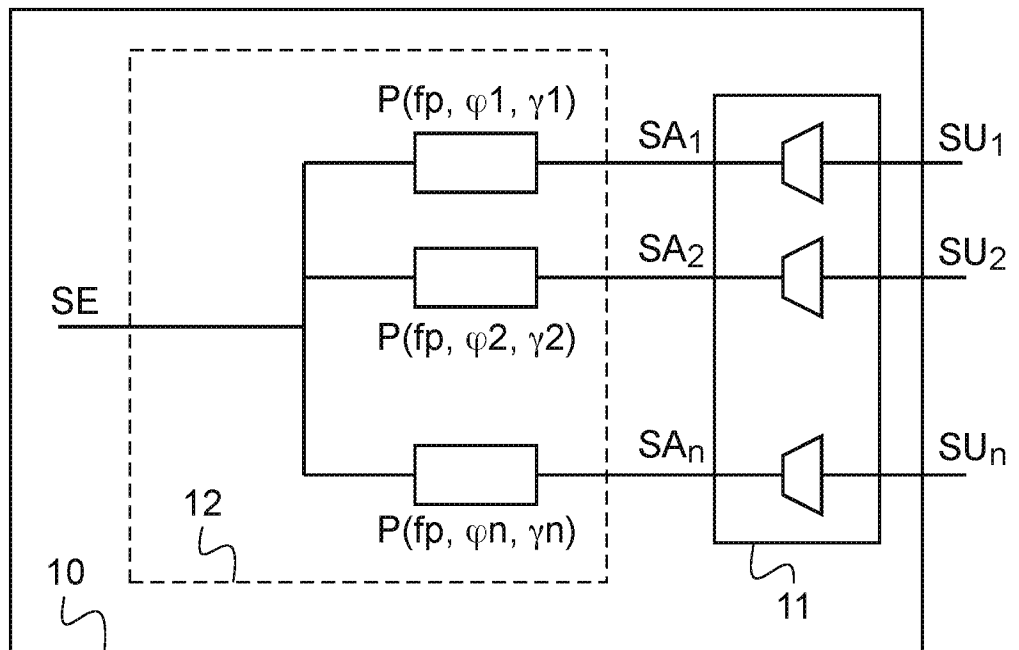 P(fp, φ1, γ1)
SA1
SU1
SA2
SU2
SE
P(fp, φ2, γ2)
SAn
SUn
12
P(fp, φn, γn)
10
11